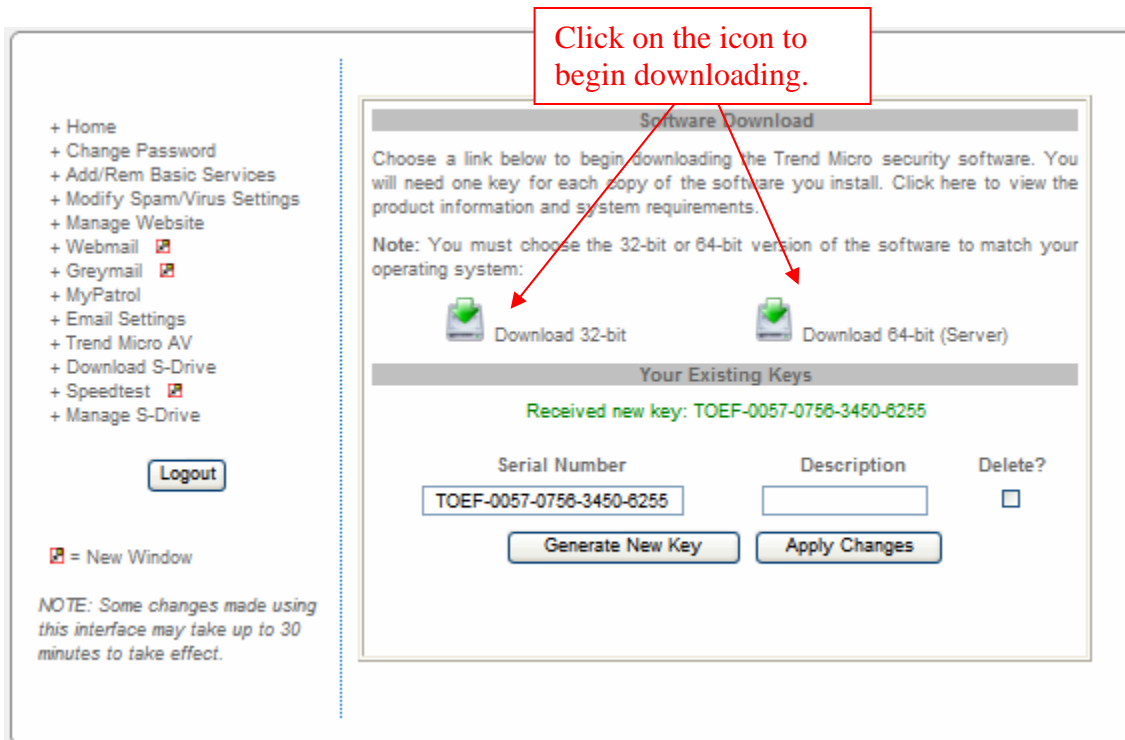 Click on the icon to
begin downloading.
+ Home
+ Change Password
+ Add/Rem Basic Services
+ Modify Spam/Virus Settings
+ Manage Website
+ Webmail
+ Greymail
+ MyPatrol
+ Email Settings
+ Trend Micro AV
+ Download S-Drive
+ Speedtest
+ Manage S-Drive
Logout
= New Window
NOTE: Some changes made using
this interface may take up to 30
minutes to take effect.
Software Download
Choose a link below to begin downloading the Trend Micro security software. You
will need one key for each copy of the software you install. Click here to view the
product information and system requirements.
Note: You must choose the 32-bit or 64-bit version of the software to match your
operating system:
Download 32-bit Download 64-bit (Server)
Your Existing Keys
Received new key: TOEF-0057-0756-3450-6255
Serial Number Description Delete?
TOEF-0057-0756-3450-6255
Generate New Key Apply Changes